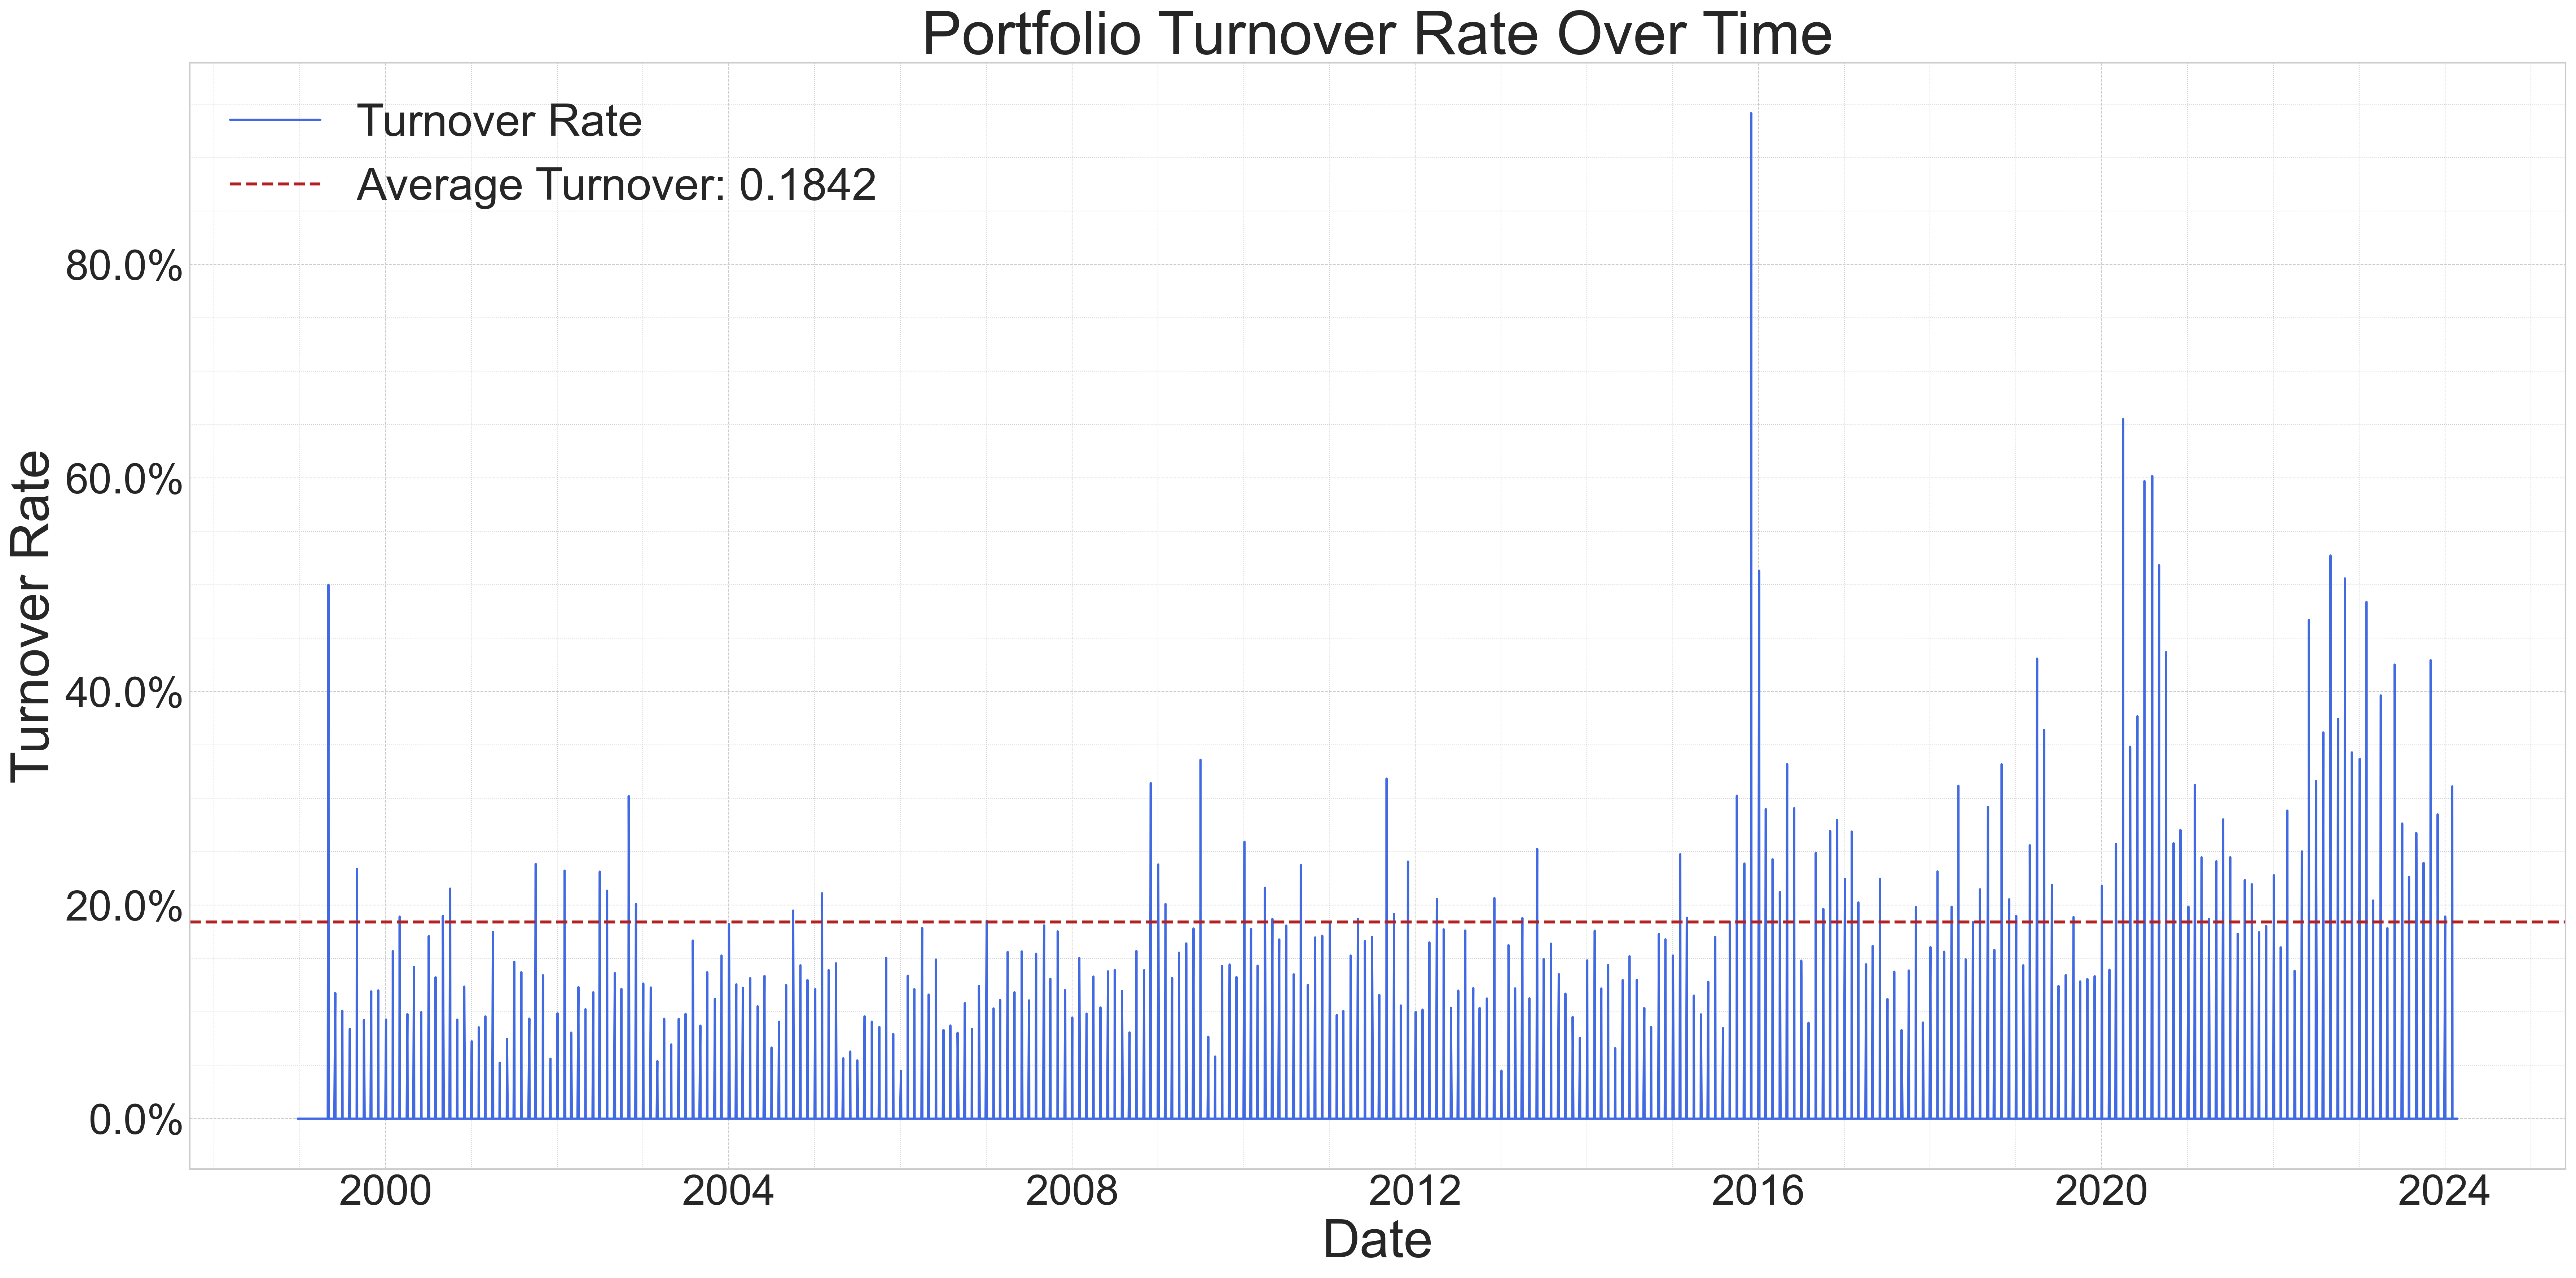 Portfolio Turnover Rate Over Time
Turnover Rate
Average Turnover: 0.1842
80.0%
60.0%
40.0%
20.0%
0.0%
Turnover Rate
2000 2004 2008 2012 2016 2020 2024
Date